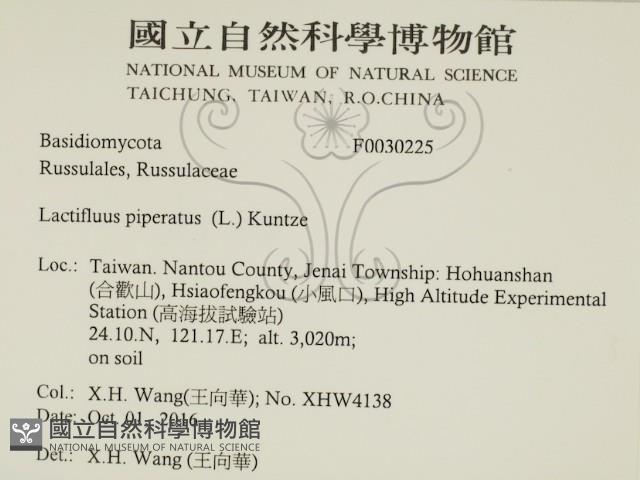 國立自然科學博物館
NATIONAL MUSEUM OF NATURAL SCIENCE
TAICHUNG, TAIWAN, R.O.CHINA
Basidiomycota F0030225
Russulales, Russulaceae
Lactifluus piperatus (L.) Kuntze
Loc.: Taiwan. Nantou County, Jenai Township: Hohuanshan
(合歡山), Hsiaofengkou (小風口), High Altitude Experimental
Station (高海拔試驗站)
24.10.N, 121.17.E; alt. 3,020m;
on soil
Col.: X.H. Wang(王向華); No. XHW4138
Date: Oct. 01, 2016
國立自然科學博物館
NATIONAL MUSEUM OF NATURAL SCIENCE
Det.: X.H. Wang (王向華)